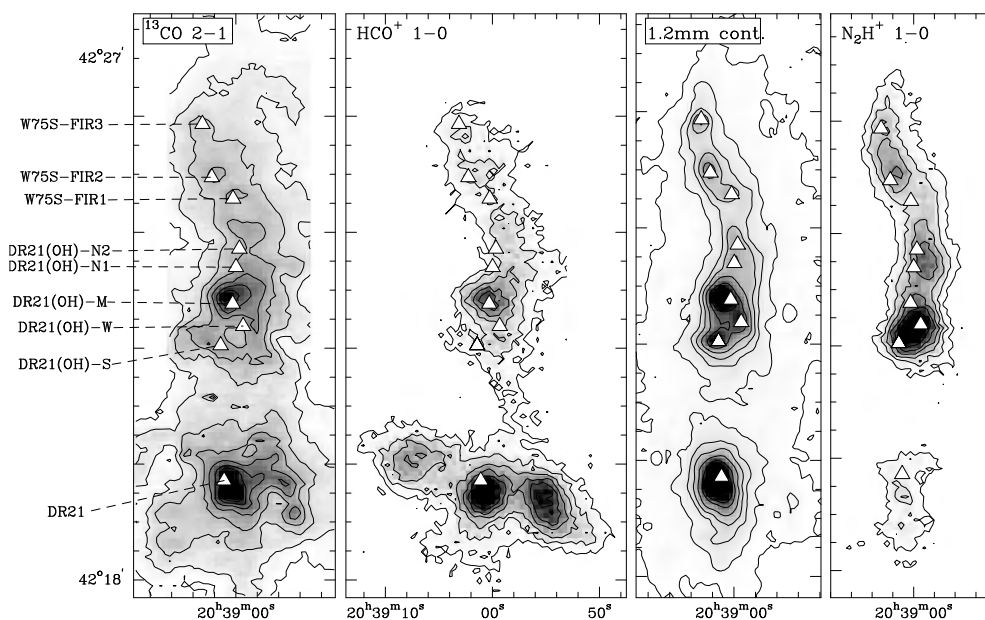 ¹³CO 2−1
HCO⁺ 1−0
1.2mm cont.
N₂H⁺ 1−0
42°27′
W75S−FIR3
W75S−FIR2
W75S−FIR1
DR21(OH)−N2
DR21(OH)−N1
DR21(OH)−M
DR21(OH)−W
DR21(OH)−S
DR21
42°18′
20ʰ39ᵐ00ˢ
20ʰ39ᵐ10ˢ
00ˢ
50ˢ
20ʰ39ᵐ00ˢ
20ʰ39ᵐ00ˢ